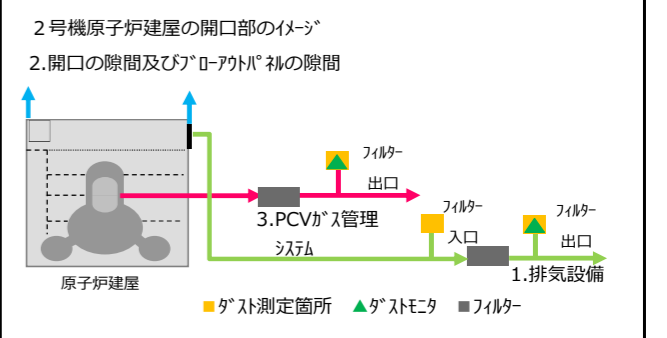 ２号機原子炉建屋の開口部のｲﾒｰｼﾞ
2.開口の隙間及びﾌﾞﾛｰｱｳﾄﾊﾟﾈﾙの隙間
ﾌｨﾙﾀｰ
出口
3.PCVｶﾞｽ管理
ｼｽﾃﾑ
ﾌｨﾙﾀｰ
入口
ﾌｨﾙﾀｰ
出口
1.排気設備
原子炉建屋
■ﾀﾞｽﾄ測定箇所 ▲ﾀﾞｽﾄﾓﾆﾀ ■ﾌｨﾙﾀｰ